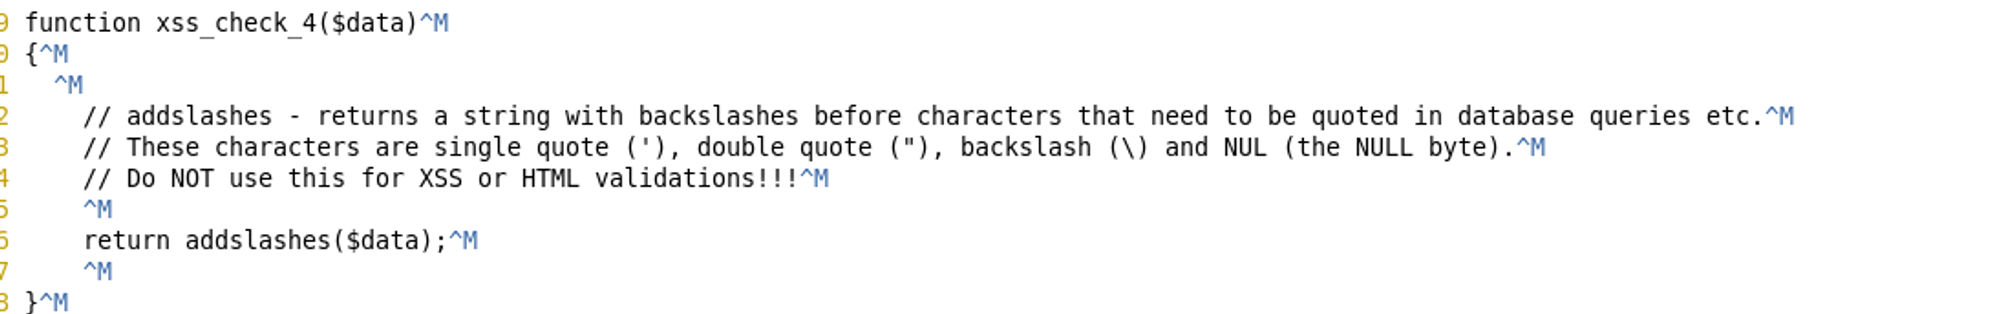 9 function xss_check_4($data)^M
0 {^M
1   ^M
2     // addslashes - returns a string with backslashes before characters that need to be quoted in database queries etc.^M
3     // These characters are single quote ('), double quote ("), backslash (\) and NUL (the NULL byte).^M
4     // Do NOT use this for XSS or HTML validations!!!^M
5     ^M
6     return addslashes($data);^M
7     ^M
8 }^M